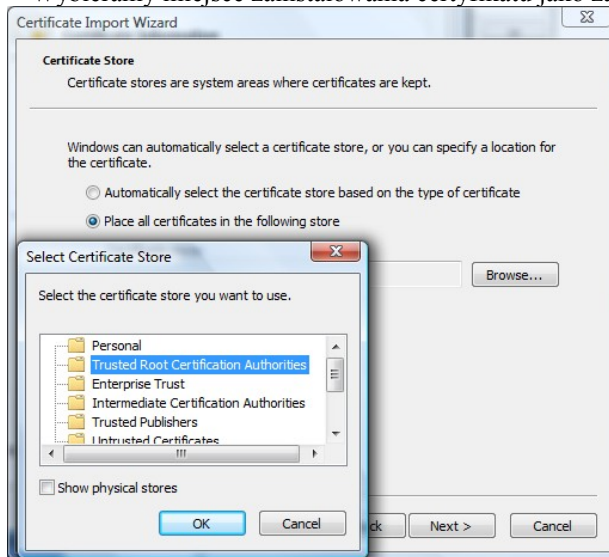 Certificate Import Wizard
Certificate Store
Certificate stores are system areas where certificates are kept.
Windows can automatically select a certificate store, or you can specify a location for
the certificate.
Automatically select the certificate store based on the type of certificate
Place all certificates in the following store
Browse...
Select Certificate Store
Select the certificate store you want to use.
Personal
Trusted Root Certification Authorities
Enterprise Trust
Intermediate Certification Authorities
Trusted Publishers
Untrusted Certificates
Show physical stores
OK Cancel
ck Next > Cancel